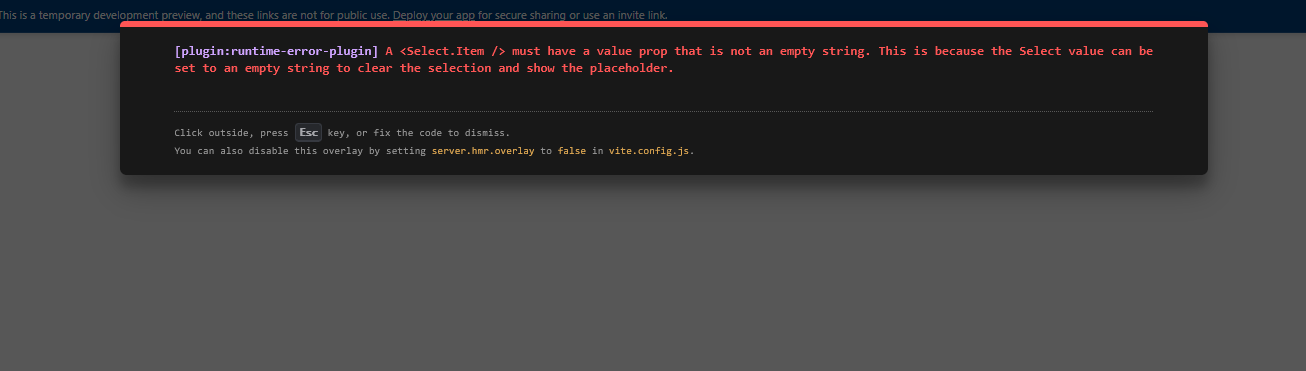 This is a temporary development preview, and these links are not for public use. Deploy your app for secure sharing or use an invite link.
[plugin:runtime-error-plugin] A <Select.Item /> must have a value prop that is not an empty string. This is because the Select value can be
set to an empty string to clear the selection and show the placeholder.
Click outside, press Esc key, or fix the code to dismiss.
You can also disable this overlay by setting server.hmr.overlay to false in vite.config.js.